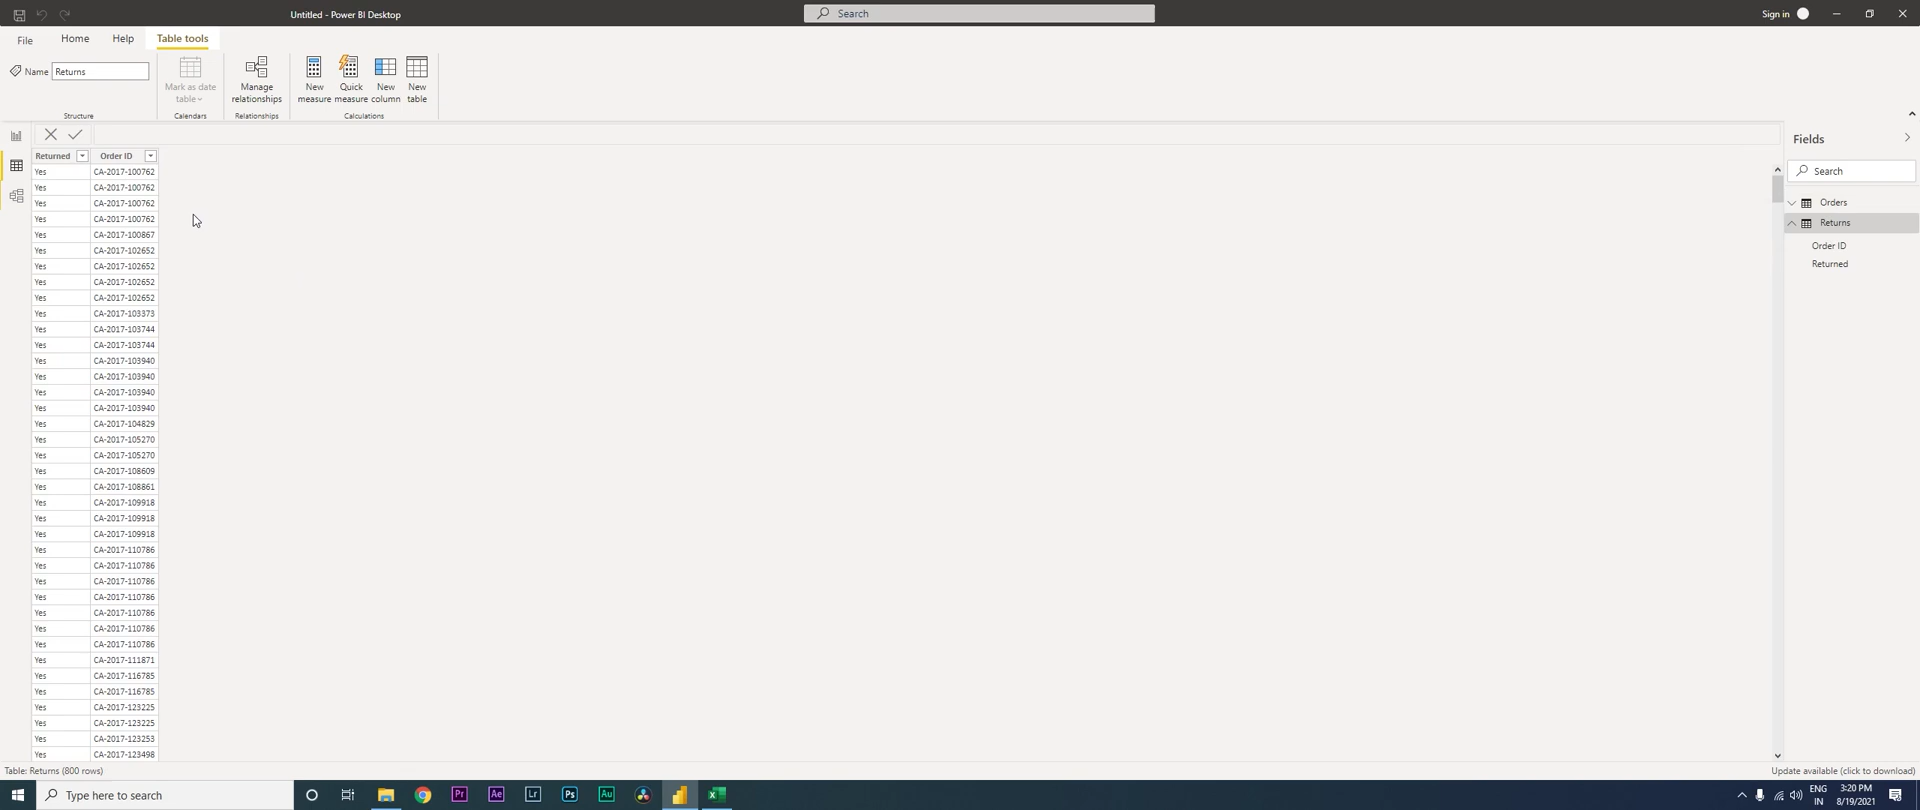 Untitled - Power BI Desktop
Search
Sign in
File
Home
Help
Table tools
Name
Returns
Mark as date
table
Manage
relationships
New
measure
Quick
measure
New
column
New
table
Structure
Calendars
Relationships
Calculations
Returned
Order ID
Yes CA-2017-100762
Yes CA-2017-100762
Yes CA-2017-100762
Yes CA-2017-100762
Yes CA-2017-100867
Yes CA-2017-102652
Yes CA-2017-102652
Yes CA-2017-102652
Yes CA-2017-102652
Yes CA-2017-103373
Yes CA-2017-103744
Yes CA-2017-103744
Yes CA-2017-103940
Yes CA-2017-103940
Yes CA-2017-103940
Yes CA-2017-103940
Yes CA-2017-104829
Yes CA-2017-105270
Yes CA-2017-105270
Yes CA-2017-108609
Yes CA-2017-108861
Yes CA-2017-109918
Yes CA-2017-109918
Yes CA-2017-109918
Yes CA-2017-110786
Yes CA-2017-110786
Yes CA-2017-110786
Yes CA-2017-110786
Yes CA-2017-110786
Yes CA-2017-110786
Yes CA-2017-110786
Yes CA-2017-111871
Yes CA-2017-116785
Yes CA-2017-116785
Yes CA-2017-123225
Yes CA-2017-123225
Yes CA-2017-123253
Yes CA-2017-123498
Fields
Search
Orders
Returns
Order ID
Returned
Table: Returns (800 rows)
Update available (click to download)
Type here to search
Pr
Ae
Lr
Ps
Au
ENG
IN
3:20 PM
8/19/2021